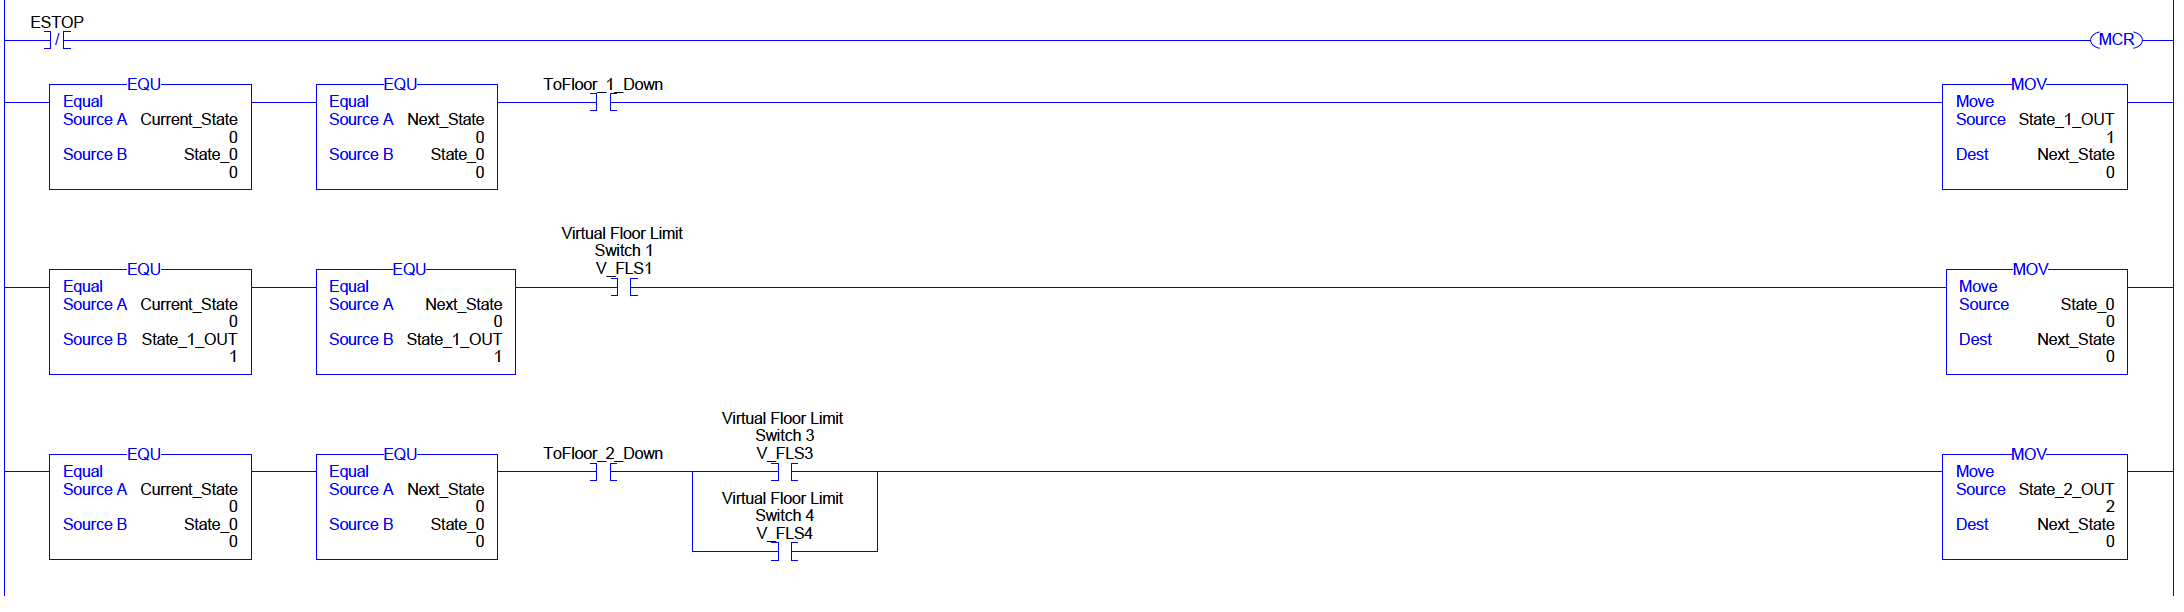 ESTOP
/
MCR
EQU
Equal
Source A Current_State
0
Source B State_0
0
EQU
Equal
Source A Next_State
0
Source B State_0
0
ToFloor_1_Down
MOV
Move
Source State_1_OUT
1
Dest Next_State
0
EQU
Equal
Source A Current_State
0
Source B State_1_OUT
1
EQU
Equal
Source A Next_State
0
Source B State_1_OUT
1
Virtual Floor Limit
Switch 1
V_FLS1
MOV
Move
Source State_0
0
Dest Next_State
0
EQU
Equal
Source A Current_State
0
Source B State_0
0
EQU
Equal
Source A Next_State
0
Source B State_0
0
ToFloor_2_Down
Virtual Floor Limit
Switch 3
V_FLS3
Virtual Floor Limit
Switch 4
V_FLS4
MOV
Move
Source State_2_OUT
2
Dest Next_State
0